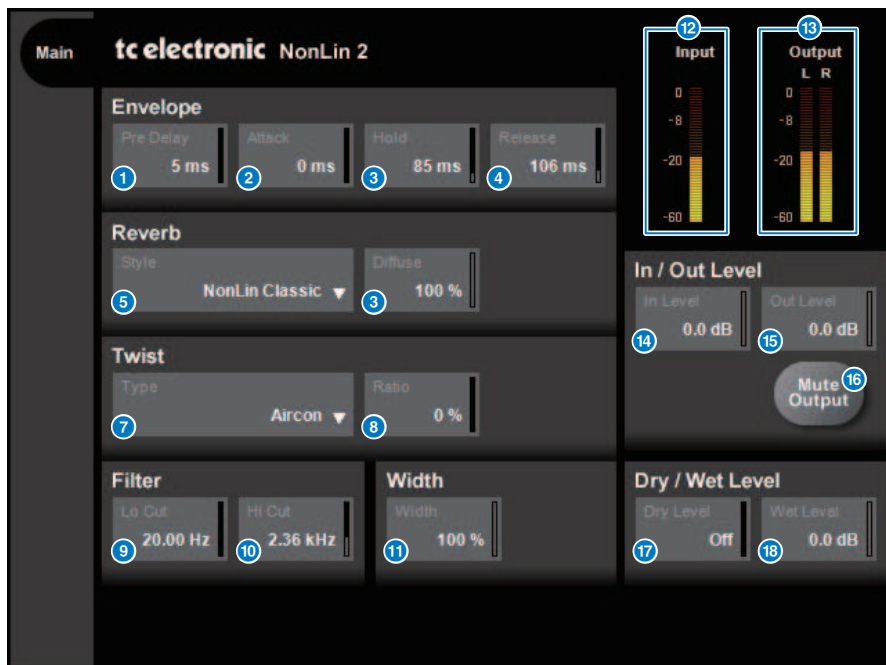 Main
tc electronic NonLin 2
Envelope
Pre Delay Attack Hold Release
5 ms 0 ms 85 ms 106 ms
1 2 3 4
Reverb
Style Diffuse
NonLin Classic 100 %
5 3
Twist
Type Ratio
Aircon 0 %
7 8
Filter
Lo Cut Hi Cut
20.00 Hz 2.36 kHz
9 10
Width
Width
100 %
11
12 13
Input Output
L R
0 0
-8 -8
-20 -20
-60 -60
In / Out Level
In Level Out Level
0.0 dB 0.0 dB
14 15
Mute 16
Output
Dry / Wet Level
Dry Level Wet Level
Off 0.0 dB
17 18